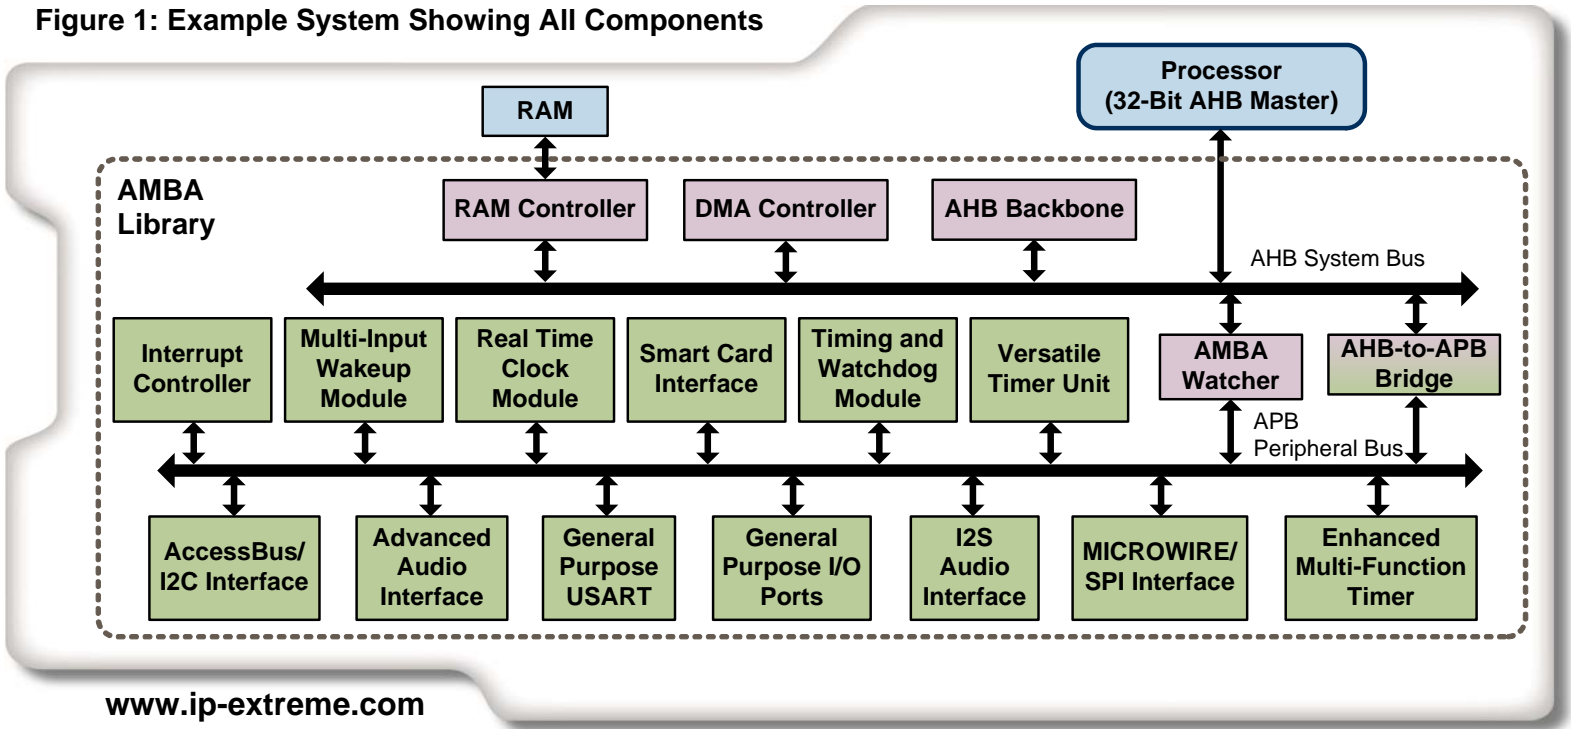 Figure 1: Example System Showing All Components
Processor
(32-Bit AHB Master)
RAM
AMBA
Library
RAM Controller
DMA Controller
AHB Backbone
AHB System Bus
Interrupt
Controller
Multi-Input
Wakeup
Module
Real Time
Clock
Module
Smart Card
Interface
Timing and
Watchdog
Module
Versatile
Timer Unit
AMBA
Watcher
AHB-to-APB
Bridge
APB
Peripheral Bus
AccessBus/
I2C Interface
Advanced
Audio
Interface
General
Purpose
USART
General
Purpose I/O
Ports
I2S
Audio
Interface
MICROWIRE/
SPI Interface
Enhanced
Multi-Function
Timer
www.ip-extreme.com